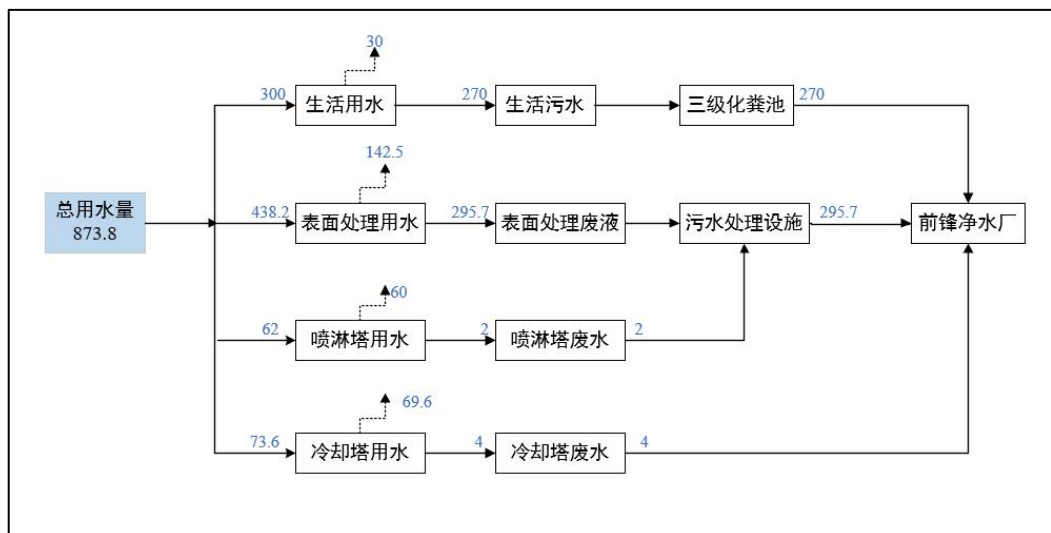 30
300
生活用水
270
生活污水
三级化粪池
270
142.5
总用水量
873.8
438.2
表面处理用水
295.7
表面处理废液
污水处理设施
295.7
前锋净水厂
60
62
喷淋塔用水
2
喷淋塔废水
2
69.6
73.6
冷却塔用水
4
冷却塔废水
4